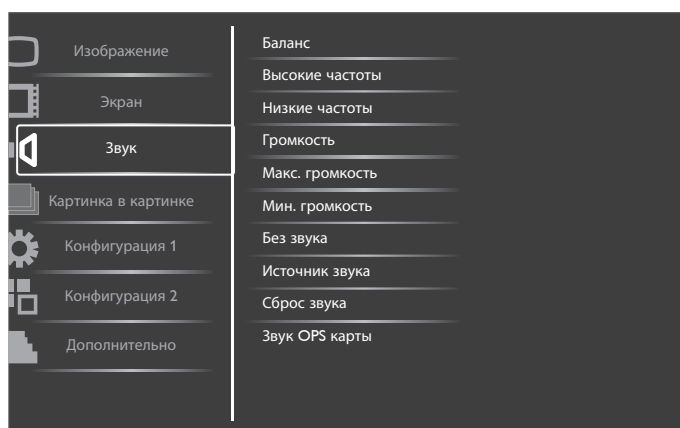 Изображение
Экран
Звук
Картинка в картинке
Конфигурация 1
Конфигурация 2
Дополнительно
Баланс
Высокие частоты
Низкие частоты
Громкость
Макс. громкость
Мин. громкость
Без звука
Источник звука
Сброс звука
Звук OPS карты